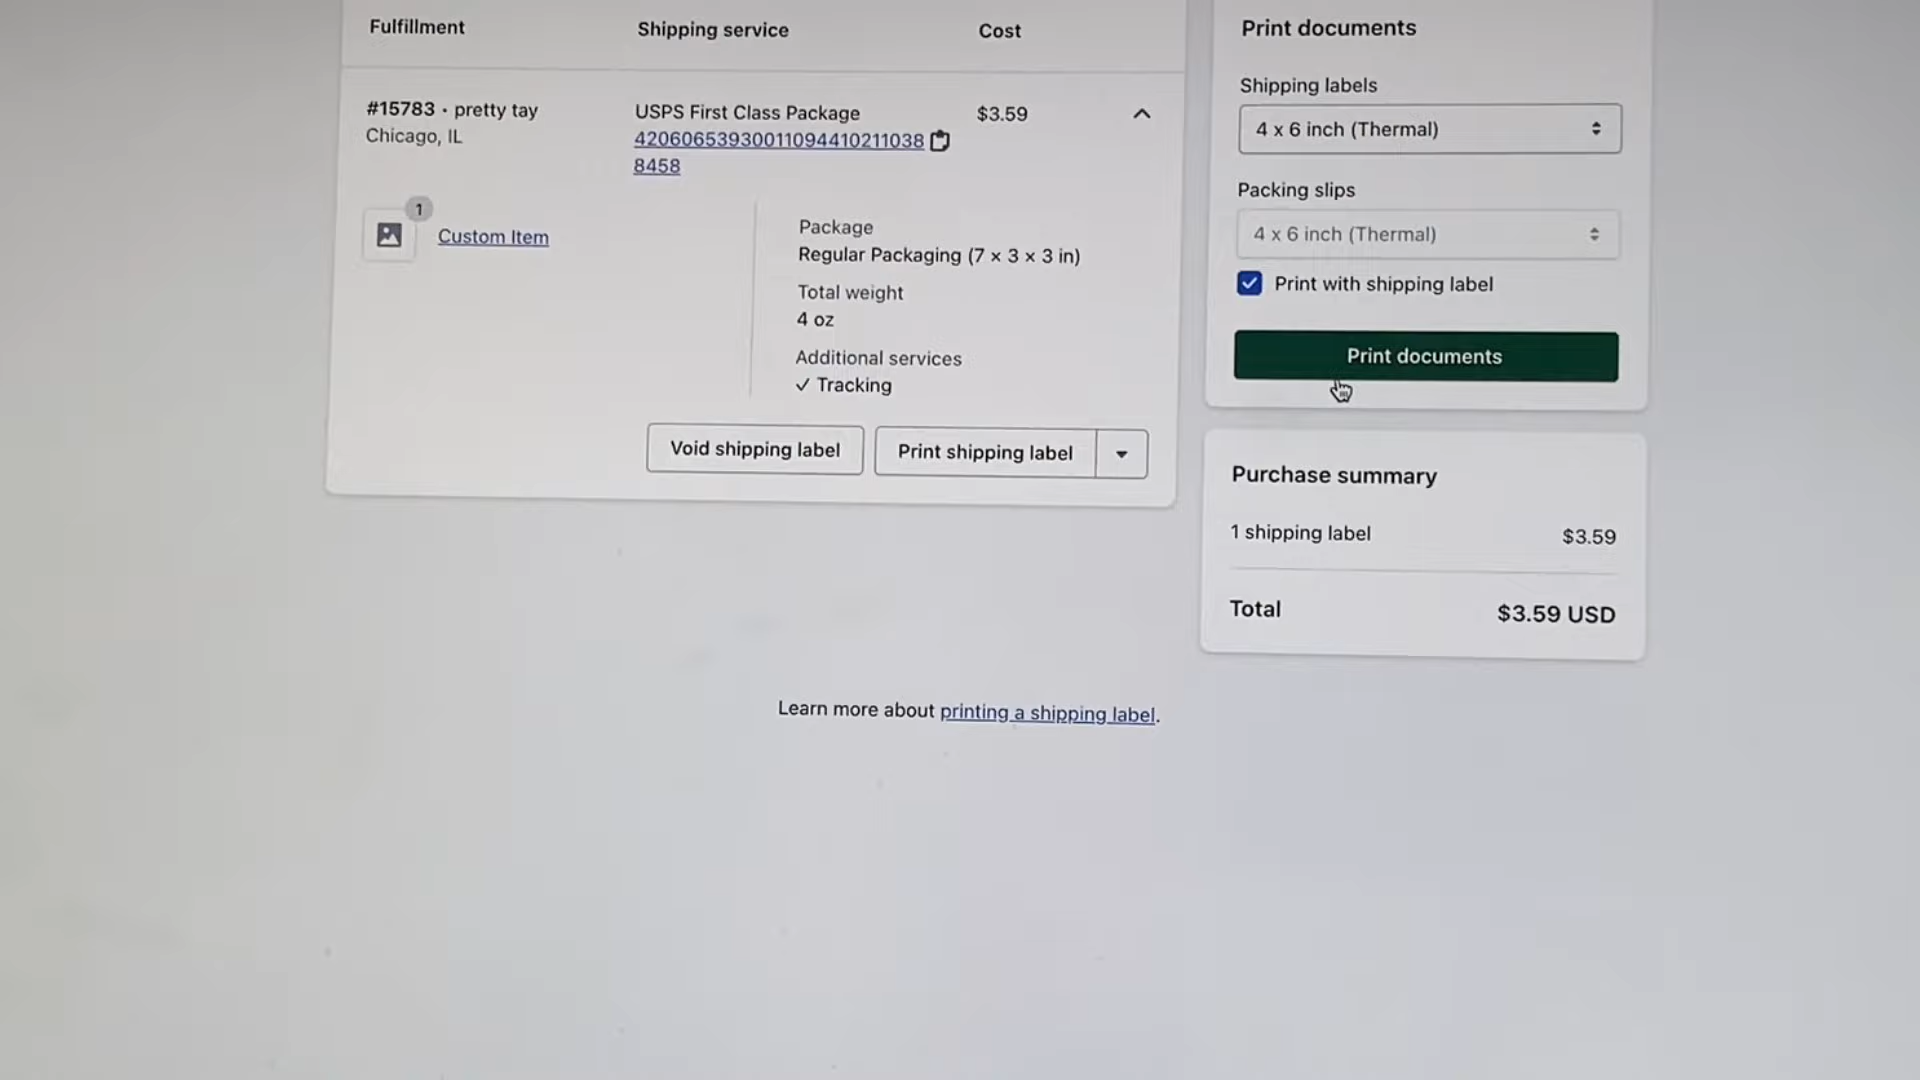 Fulfillment
Shipping service
Cost
#15783 · pretty tay
Chicago, IL
USPS First Class Package
42060653930011094410211038
8458
$3.59
1
Custom Item
Package
Regular Packaging (7 × 3 × 3 in)
Total weight
4 oz
Additional services
✓ Tracking
Void shipping label
Print shipping label
Print documents
Shipping labels
4 x 6 inch (Thermal)
Packing slips
4 x 6 inch (Thermal)
Print with shipping label
Print documents
Purchase summary
1 shipping label
$3.59
Total
$3.59 USD
Learn more about printing a shipping label.